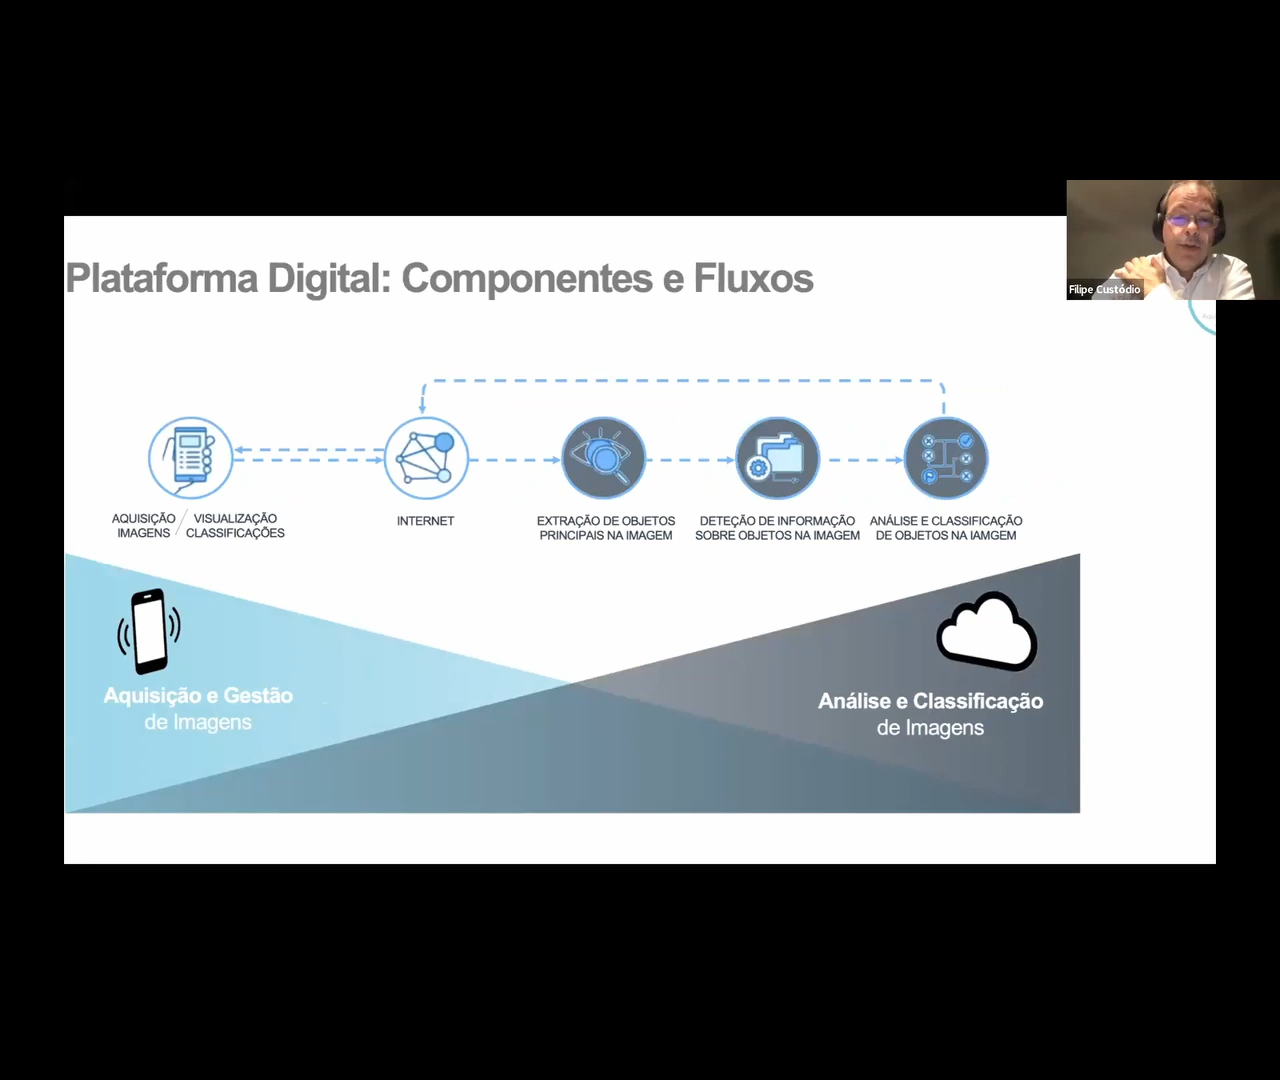 Plataforma Digital: Componentes e Fluxos
Filipe Custódio
AQUISIÇÃO / VISUALIZAÇÃO
IMAGENS / CLASSIFICAÇÕES
INTERNET
EXTRAÇÃO DE OBJETOS
PRINCIPAIS NA IMAGEM
DETEÇÃO DE INFORMAÇÃO
SOBRE OBJETOS NA IMAGEM
ANÁLISE E CLASSIFICAÇÃO
DE OBJETOS NA IAMGEM
Aquisição e Gestão
de Imagens
Análise e Classificação
de Imagens